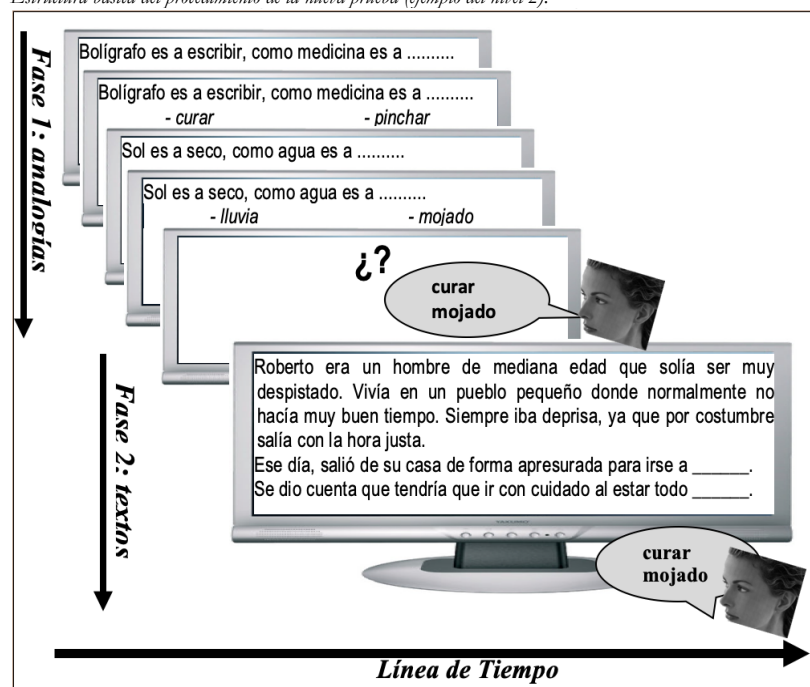 Estructura básica del procedimiento de la nueva prueba (ejemplo del nivel 2).
Fase 1: analogías
Bolígrafo es a escribir, como medicina es a ..........
Bolígrafo es a escribir, como medicina es a ..........
- curar - pinchar
Sol es a seco, como agua es a ..........
Sol es a seco, como agua es a ..........
- lluvia - mojado
¿?
curar
mojado
Fase 2: textos
Roberto era un hombre de mediana edad que solía ser muy
despistado. Vivía en un pueblo pequeño donde normalmente no
hacía muy buen tiempo. Siempre iba deprisa, ya que por costumbre
salía con la hora justa.
Ese día, salió de su casa de forma apresurada para irse a ______.
Se dio cuenta que tendría que ir con cuidado al estar todo ______.
curar
mojado
Línea de Tiempo